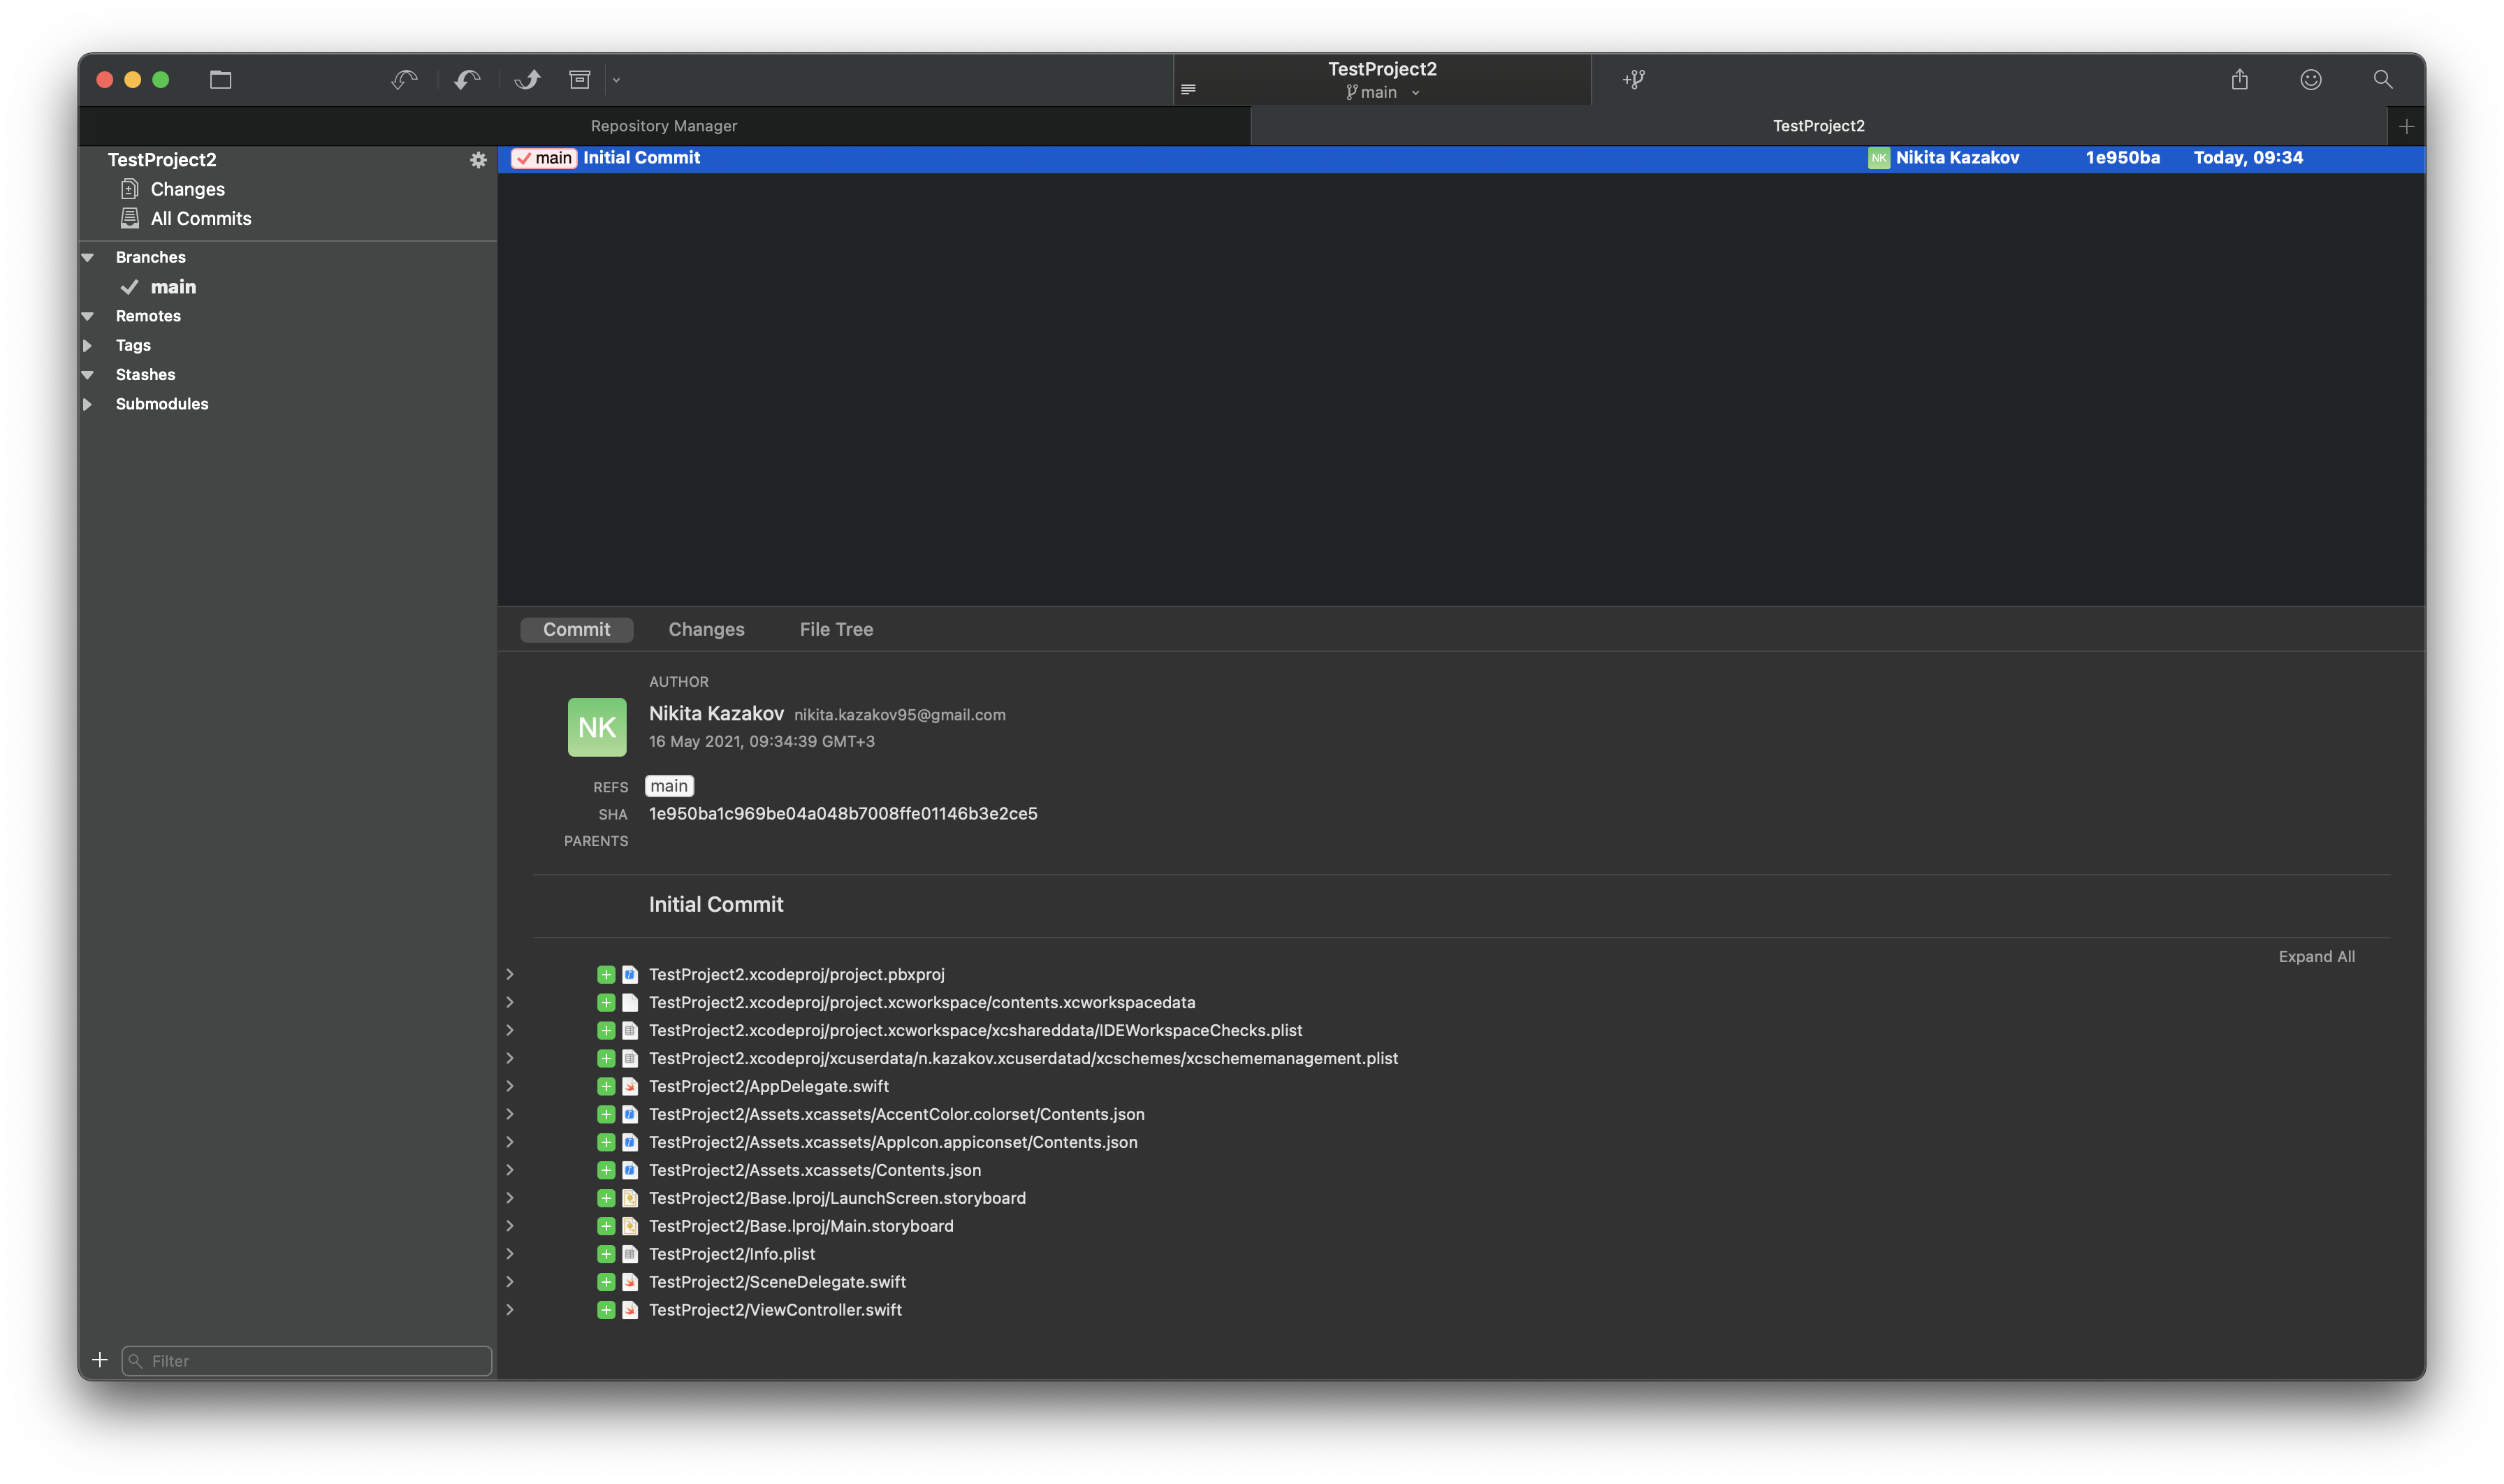 TestProject2
main
Repository Manager
TestProject2
TestProject2
Changes
All Commits
Branches
main
Remotes
Tags
Stashes
Submodules
Filter
main Initial Commit NK Nikita Kazakov 1e950ba Today, 09:34
Commit Changes File Tree
AUTHOR
NK
Nikita Kazakov nikita.kazakov95@gmail.com
16 May 2021, 09:34:39 GMT+3
REFS main
SHA 1e950ba1c969be04a048b7008ffe01146b3e2ce5
PARENTS
Initial Commit
Expand All
TestProject2.xcodeproj/project.pbxproj
TestProject2.xcodeproj/project.xcworkspace/contents.xcworkspacedata
TestProject2.xcodeproj/project.xcworkspace/xcshareddata/IDEWorkspaceChecks.plist
TestProject2.xcodeproj/xcuserdata/n.kazakov.xcuserdatad/xcschemes/xcschememanagement.plist
TestProject2/AppDelegate.swift
TestProject2/Assets.xcassets/AccentColor.colorset/Contents.json
TestProject2/Assets.xcassets/AppIcon.appiconset/Contents.json
TestProject2/Assets.xcassets/Contents.json
TestProject2/Base.lproj/LaunchScreen.storyboard
TestProject2/Base.lproj/Main.storyboard
TestProject2/Info.plist
TestProject2/SceneDelegate.swift
TestProject2/ViewController.swift